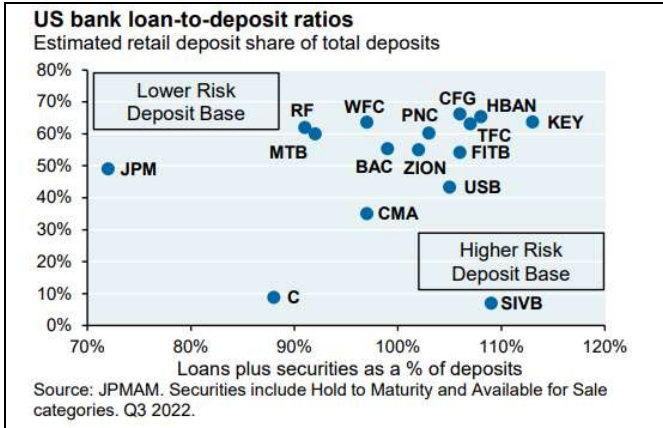 US bank loan-to-deposit ratios
Estimated retail deposit share of total deposits
80%
70%
60%
50%
40%
30%
20%
10%
0%
Lower Risk
Deposit Base
RF
WFC
PNC
CFG
HBAN
KEY
MTB
BAC
ZION
TFC
FITB
JPM
USB
CMA
Higher Risk
Deposit Base
C
SIVB
70%
80%
90%
100%
110%
120%
Loans plus securities as a % of deposits
Source: JPMAM. Securities include Hold to Maturity and Available for Sale
categories. Q3 2022.